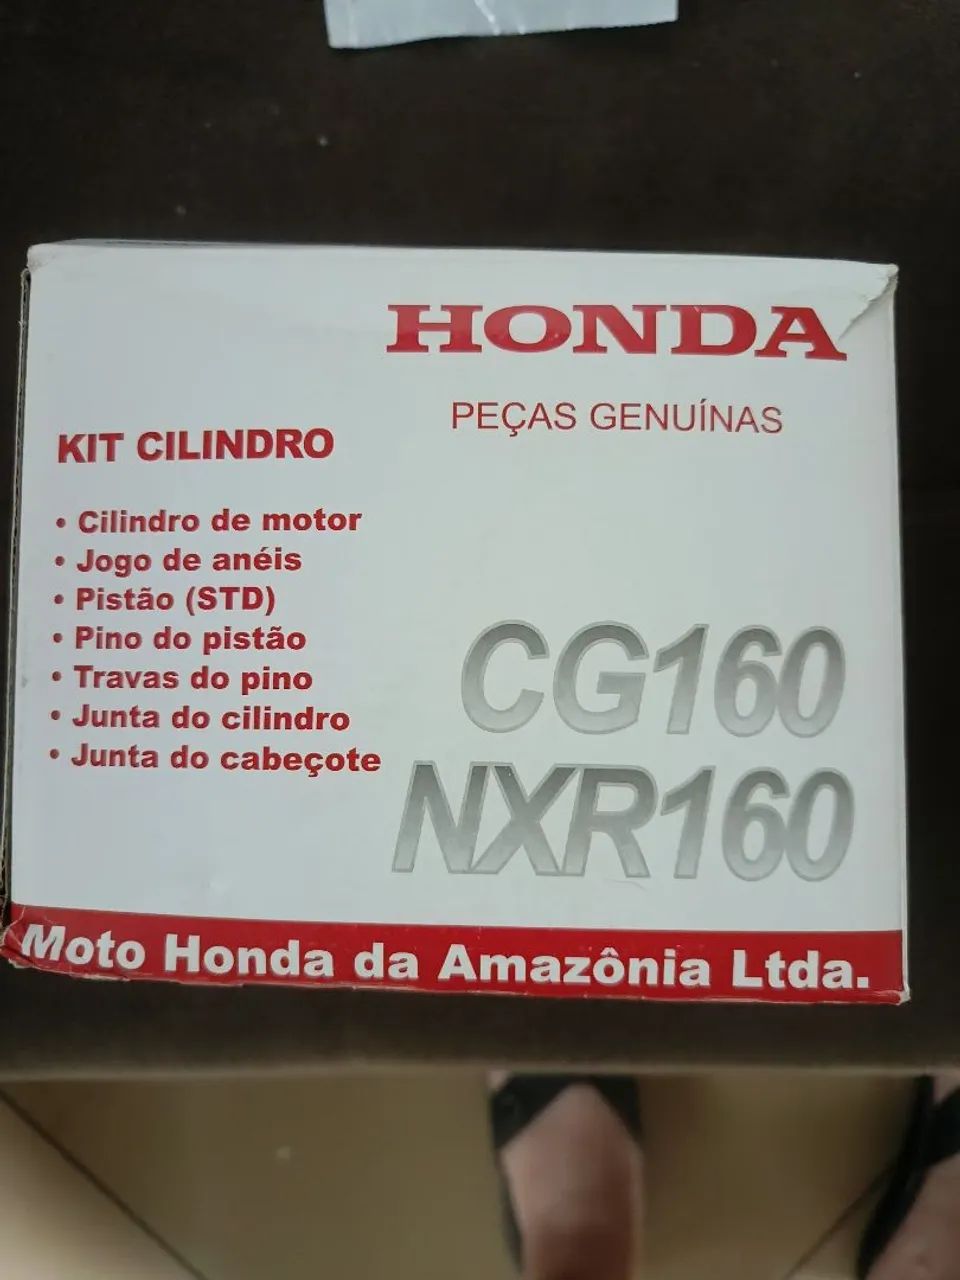 HONDA
PEÇAS GENUÍNAS
KIT CILINDRO
• Cilindro de motor
• Jogo de anéis
• Pistão (STD)
• Pino do pistão
• Travas do pino
• Junta do cilindro
• Junta do cabeçote
CG160
NXR160
Moto Honda da Amazônia Ltda.